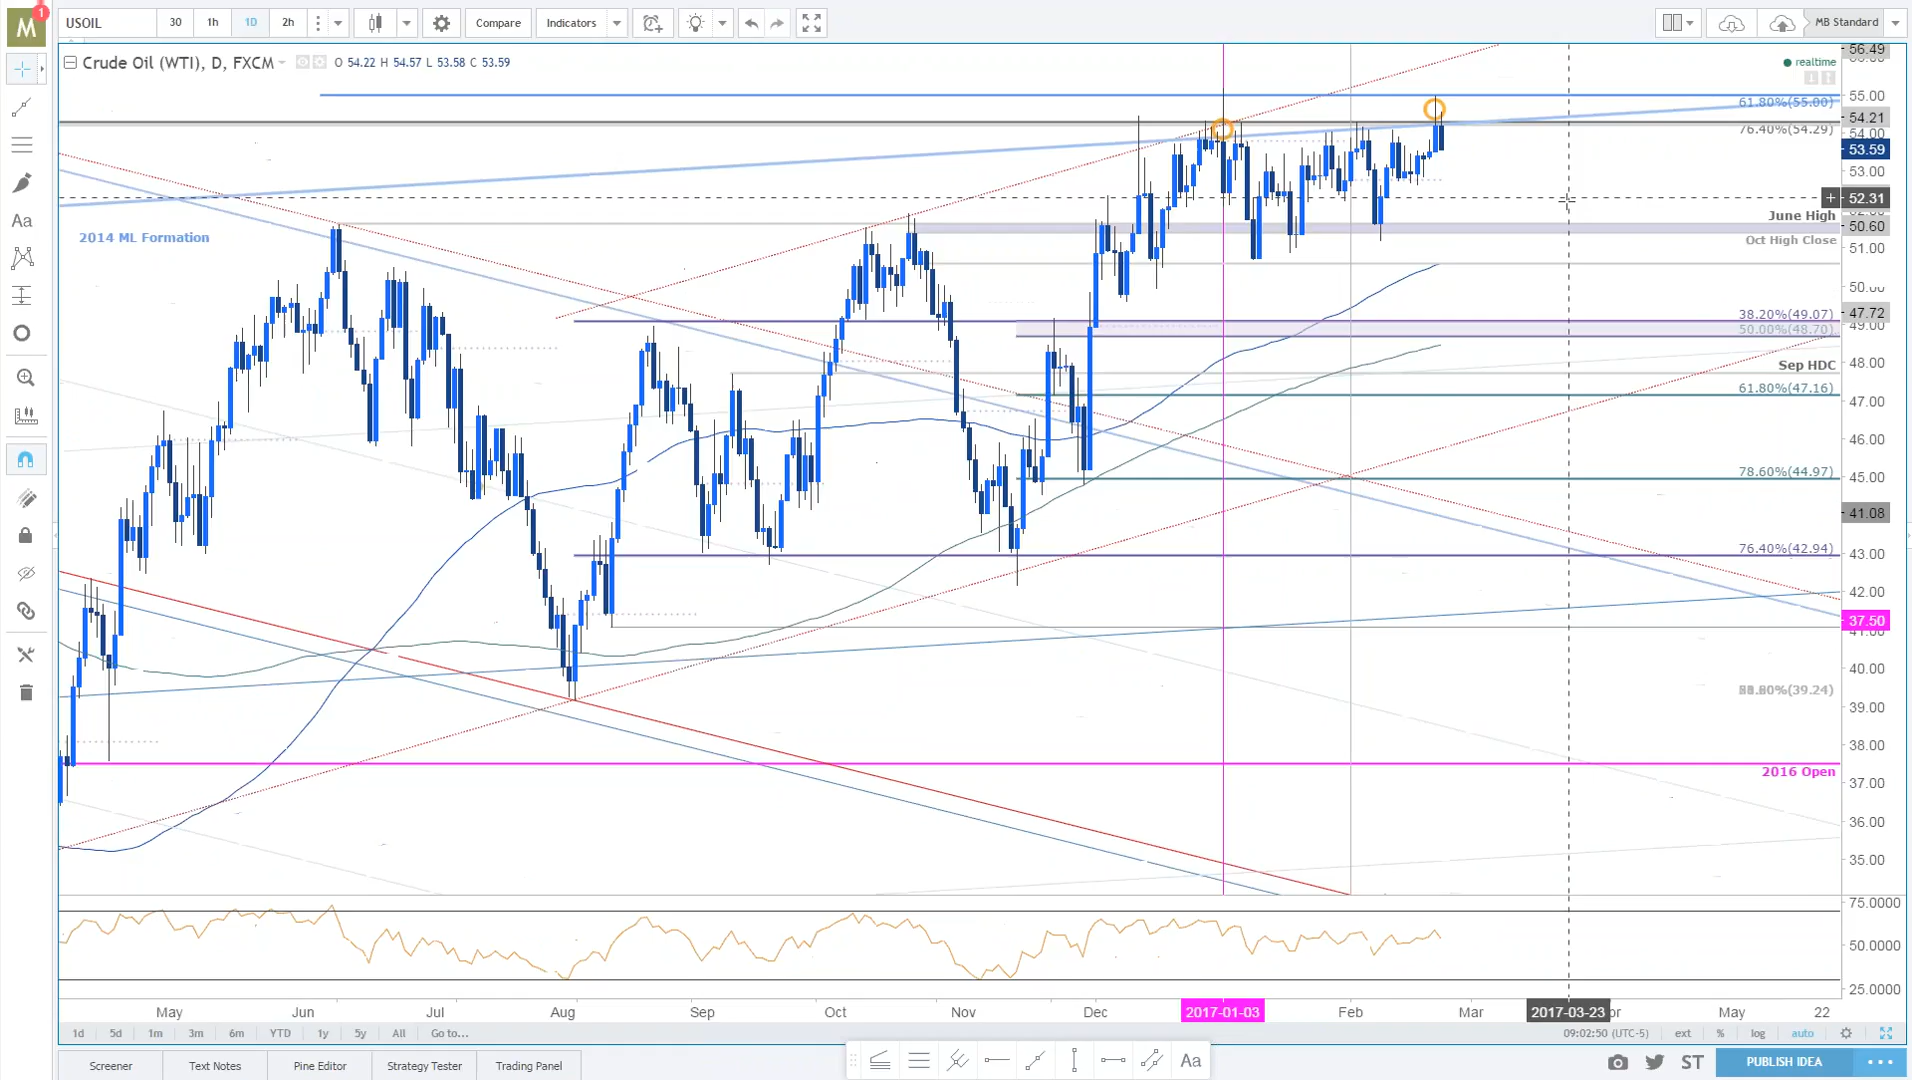 M 1
USOIL 30 1h 1D 2h Compare Indicators MB Standard
Crude Oil (WTI), D, FXCM O 54.22 H 54.57 L 53.58 C 53.59
realtime
56.49
55.00
61.80%(55.00)
54.21
76.40%(54.29)
54.00
53.59
53.00
52.31
June High
50.60
Oct High Close
51.00
2014 ML Formation
38.20%(49.07)
47.72
50.00%(48.70)
49.00
48.00
Sep HDC
61.80%(47.16)
47.00
46.00
78.60%(44.97)
45.00
41.08
76.40%(42.94)
43.00
42.00
37.50
41.00
40.00
39.00
38.00
2016 Open
37.00
36.00
35.00
75.0000
50.0000
25.0000
May Jun Jul Aug Sep Oct Nov Dec 2017-01-03 Feb Mar 2017-03-23 May 22
1d 5d 1m 3m 6m YTD 1y 5y All Go to... 09:02:50 (UTC-5) ext % log auto
Screener Text Notes Pine Editor Strategy Tester Trading Panel Aa ST PUBLISH IDEA
Aa